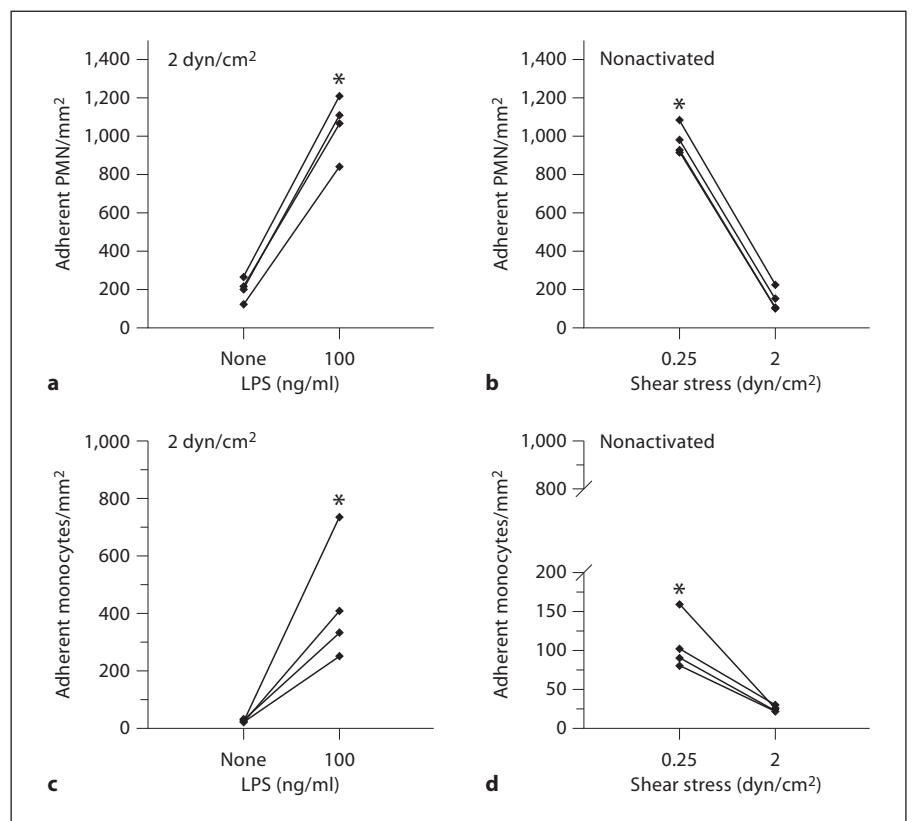 2 dyn/cm²
Adherent PMN/mm²
1,400
1,200
1,000
800
600
400
200
0
*
None
100
LPS (ng/ml)
a
Nonactivated
Adherent PMN/mm²
1,400
1,200
1,000
800
600
400
200
0
*
0.25
2
Shear stress (dyn/cm²)
b
2 dyn/cm²
Adherent monocytes/mm²
1,000
800
600
400
200
0
*
None
100
LPS (ng/ml)
c
Nonactivated
Adherent monocytes/mm²
1,000
800
200
150
100
50
0
*
0.25
2
Shear stress (dyn/cm²)
d